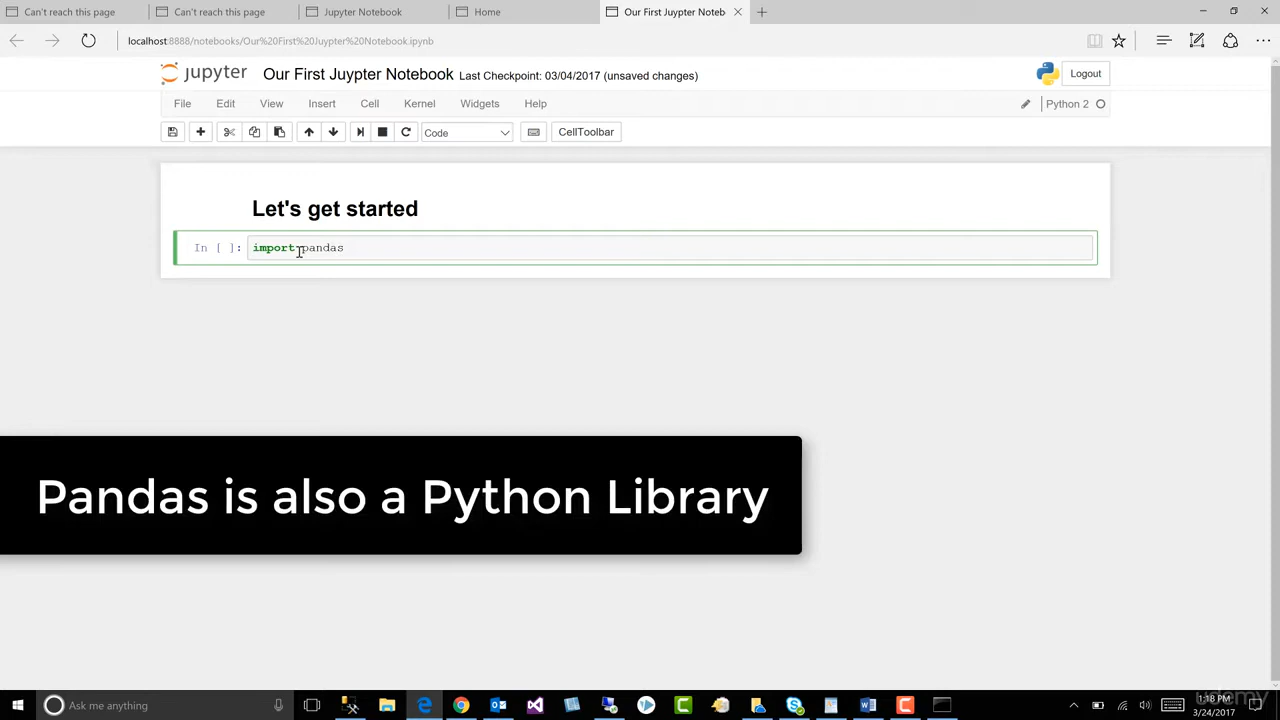 Can't reach this page
Can't reach this page
Jupyter Notebook
Home
Our First Juypter Noteb
localhost:8888/notebooks/Our%20First%20Juypter%20Notebook.ipynb
jupyter Our First Juypter Notebook Last Checkpoint: 03/04/2017 (unsaved changes)
Logout
File Edit View Insert Cell Kernel Widgets Help
Python 2
Code
CellToolbar
Let's get started
In [ ]: import pandas
Pandas is also a Python Library
Ask me anything
1:18 PM
3/24/2017
udemy